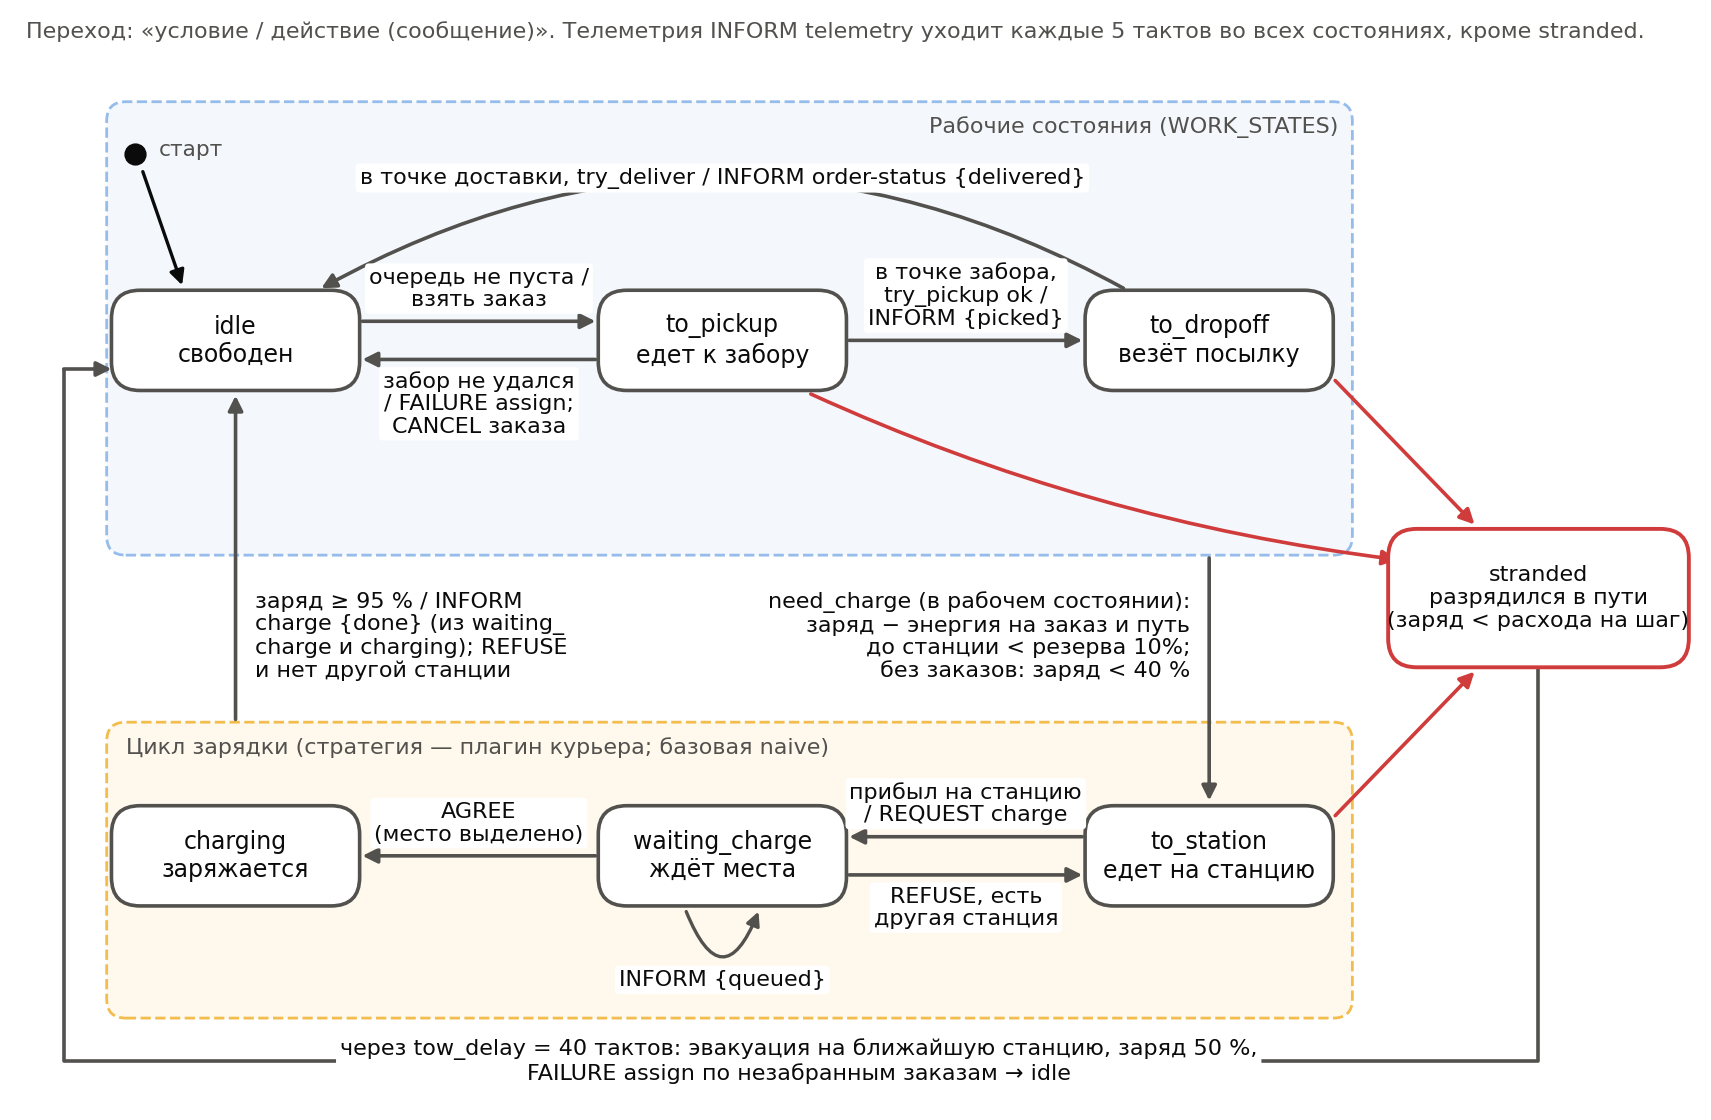 Переход: «условие / действие (сообщение)». Телеметрия INFORM telemetry уходит каждые 5 тактов во всех состояниях, кроме stranded.
Рабочие состояния (WORK_STATES)
старт
в точке доставки, try_deliver / INFORM order-status {delivered}
очередь не пуста /
взять заказ
в точке забора,
try_pickup ok /
INFORM {picked}
idle
свободен
to_pickup
едет к забору
to_dropoff
везёт посылку
забор не удался
/ FAILURE assign;
CANCEL заказа
stranded
разрядился в пути
(заряд < расхода на шаг)
заряд ≥ 95 % / INFORM
charge {done} (из waiting_
charge и charging); REFUSE
и нет другой станции
need_charge (в рабочем состоянии):
заряд − энергия на заказ и путь
до станции < резерва 10%;
без заказов: заряд < 40 %
Цикл зарядки (стратегия — плагин курьера; базовая naive)
AGREE
(место выделено)
прибыл на станцию
/ REQUEST charge
charging
заряжается
waiting_charge
ждёт места
to_station
едет на станцию
REFUSE, есть
другая станция
INFORM {queued}
через tow_delay = 40 тактов: эвакуация на ближайшую станцию, заряд 50 %,
FAILURE assign по незабранным заказам → idle